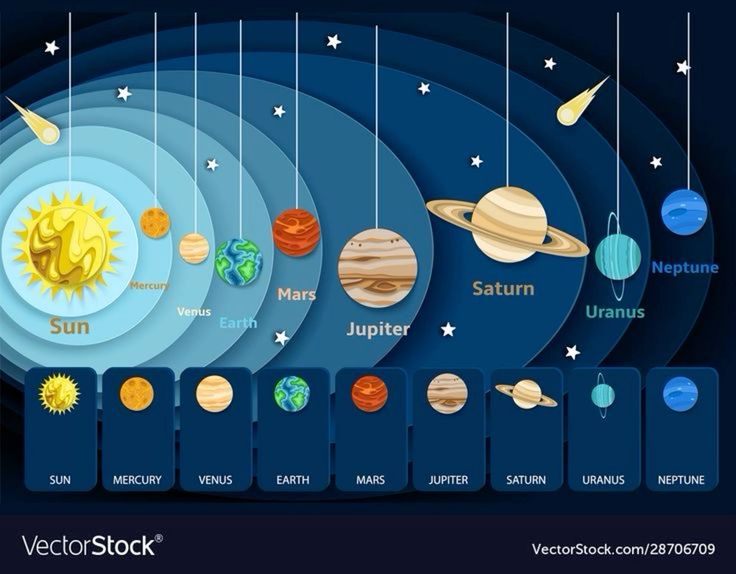 Sun
Mercury
Venus
Earth
Mars
Jupiter
Saturn
Uranus
Neptune
SUN
MERCURY
VENUS
EARTH
MARS
JUPITER
SATURN
URANUS
NEPTUNE
VectorStock®
VectorStock.com/28706709